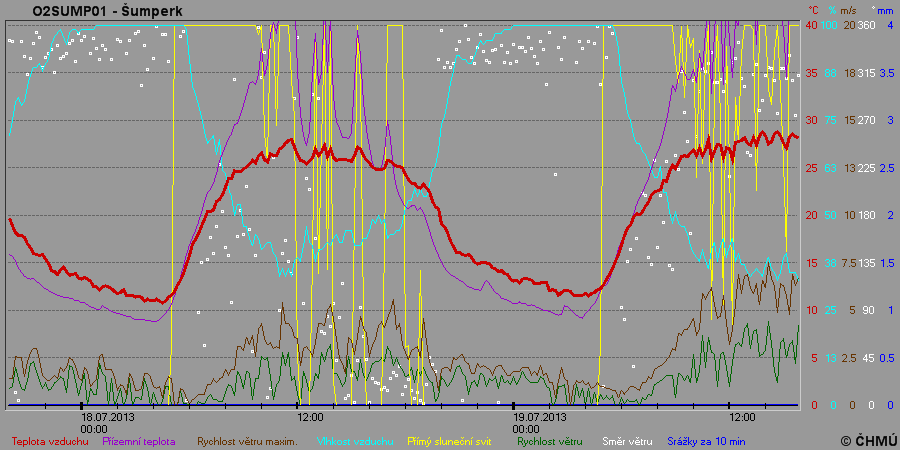 O2SUMP01 - Šumperk °C % m/s ° mm
40 100 20 360 4
35 88 18 315 3.5
30 75 15 270 3
25 63 13 225 2.5
20 50 10 180 2
15 38 7.5 135 1.5
10 25 5 90 1
5 13 2.5 45 0.5
0 0 0 0 0
18.07.2013 12:00 19.07.2013 12:00
00:00 00:00
Teplota vzduchu Přízemní teplota Rychlost větru maxim. Vlhkost vzduchu Přímý sluneční svit Rychlost větru Směr větru Srážky za 10 min © ČHMÚ